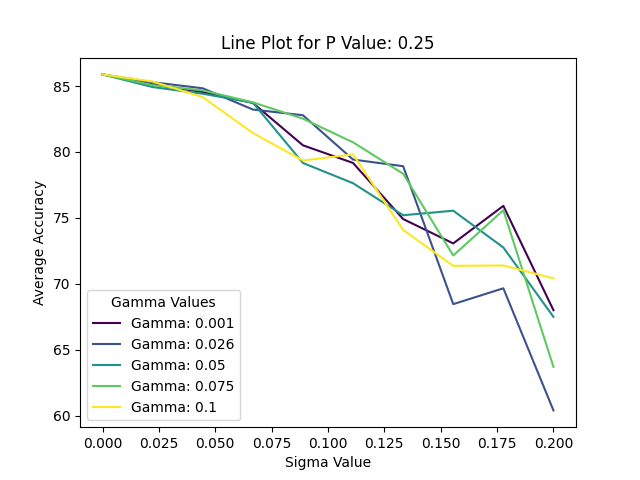 Line Plot for P Value: 0.25
Average Accuracy
85
80
75
70
65
60
Gamma Values
Gamma: 0.001
Gamma: 0.026
Gamma: 0.05
Gamma: 0.075
Gamma: 0.1
0.000 0.025 0.050 0.075 0.100 0.125 0.150 0.175 0.200
Sigma Value